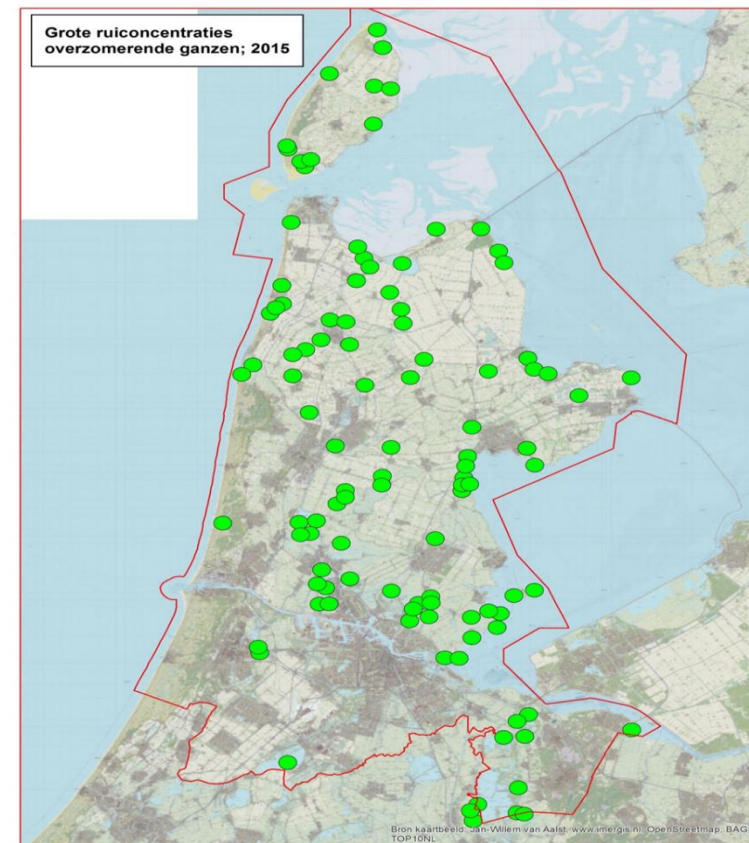 Grote ruiconcentraties
overzomerende ganzen; 2015
Bron kaartbeeld: Jan-Willem van Aalst, www.imergis.nl, OpenStreetmap, BAG,
TOP10NL